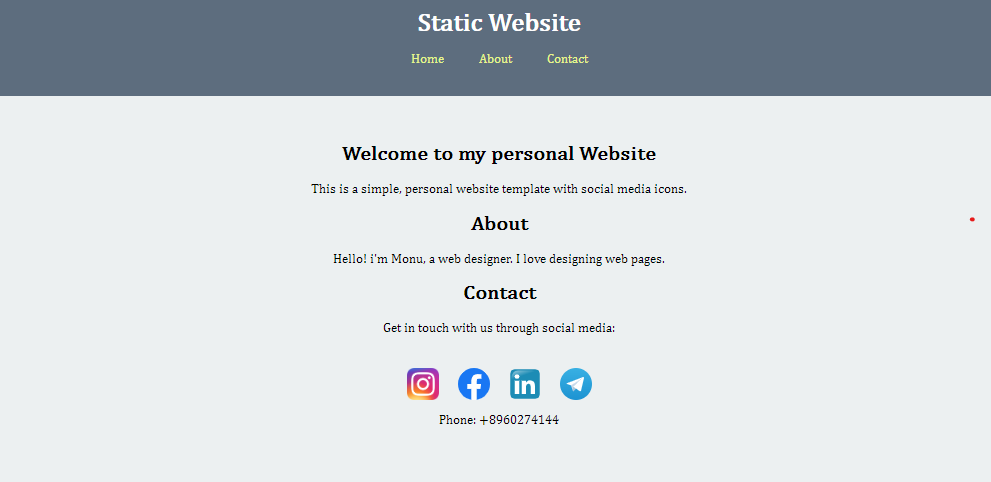 Static Website
Home About Contact
Welcome to my personal Website
This is a simple, personal website template with social media icons.
About
Hello! i'm Monu, a web designer. I love designing web pages.
Contact
Get in touch with us through social media:
in
Phone: +8960274144